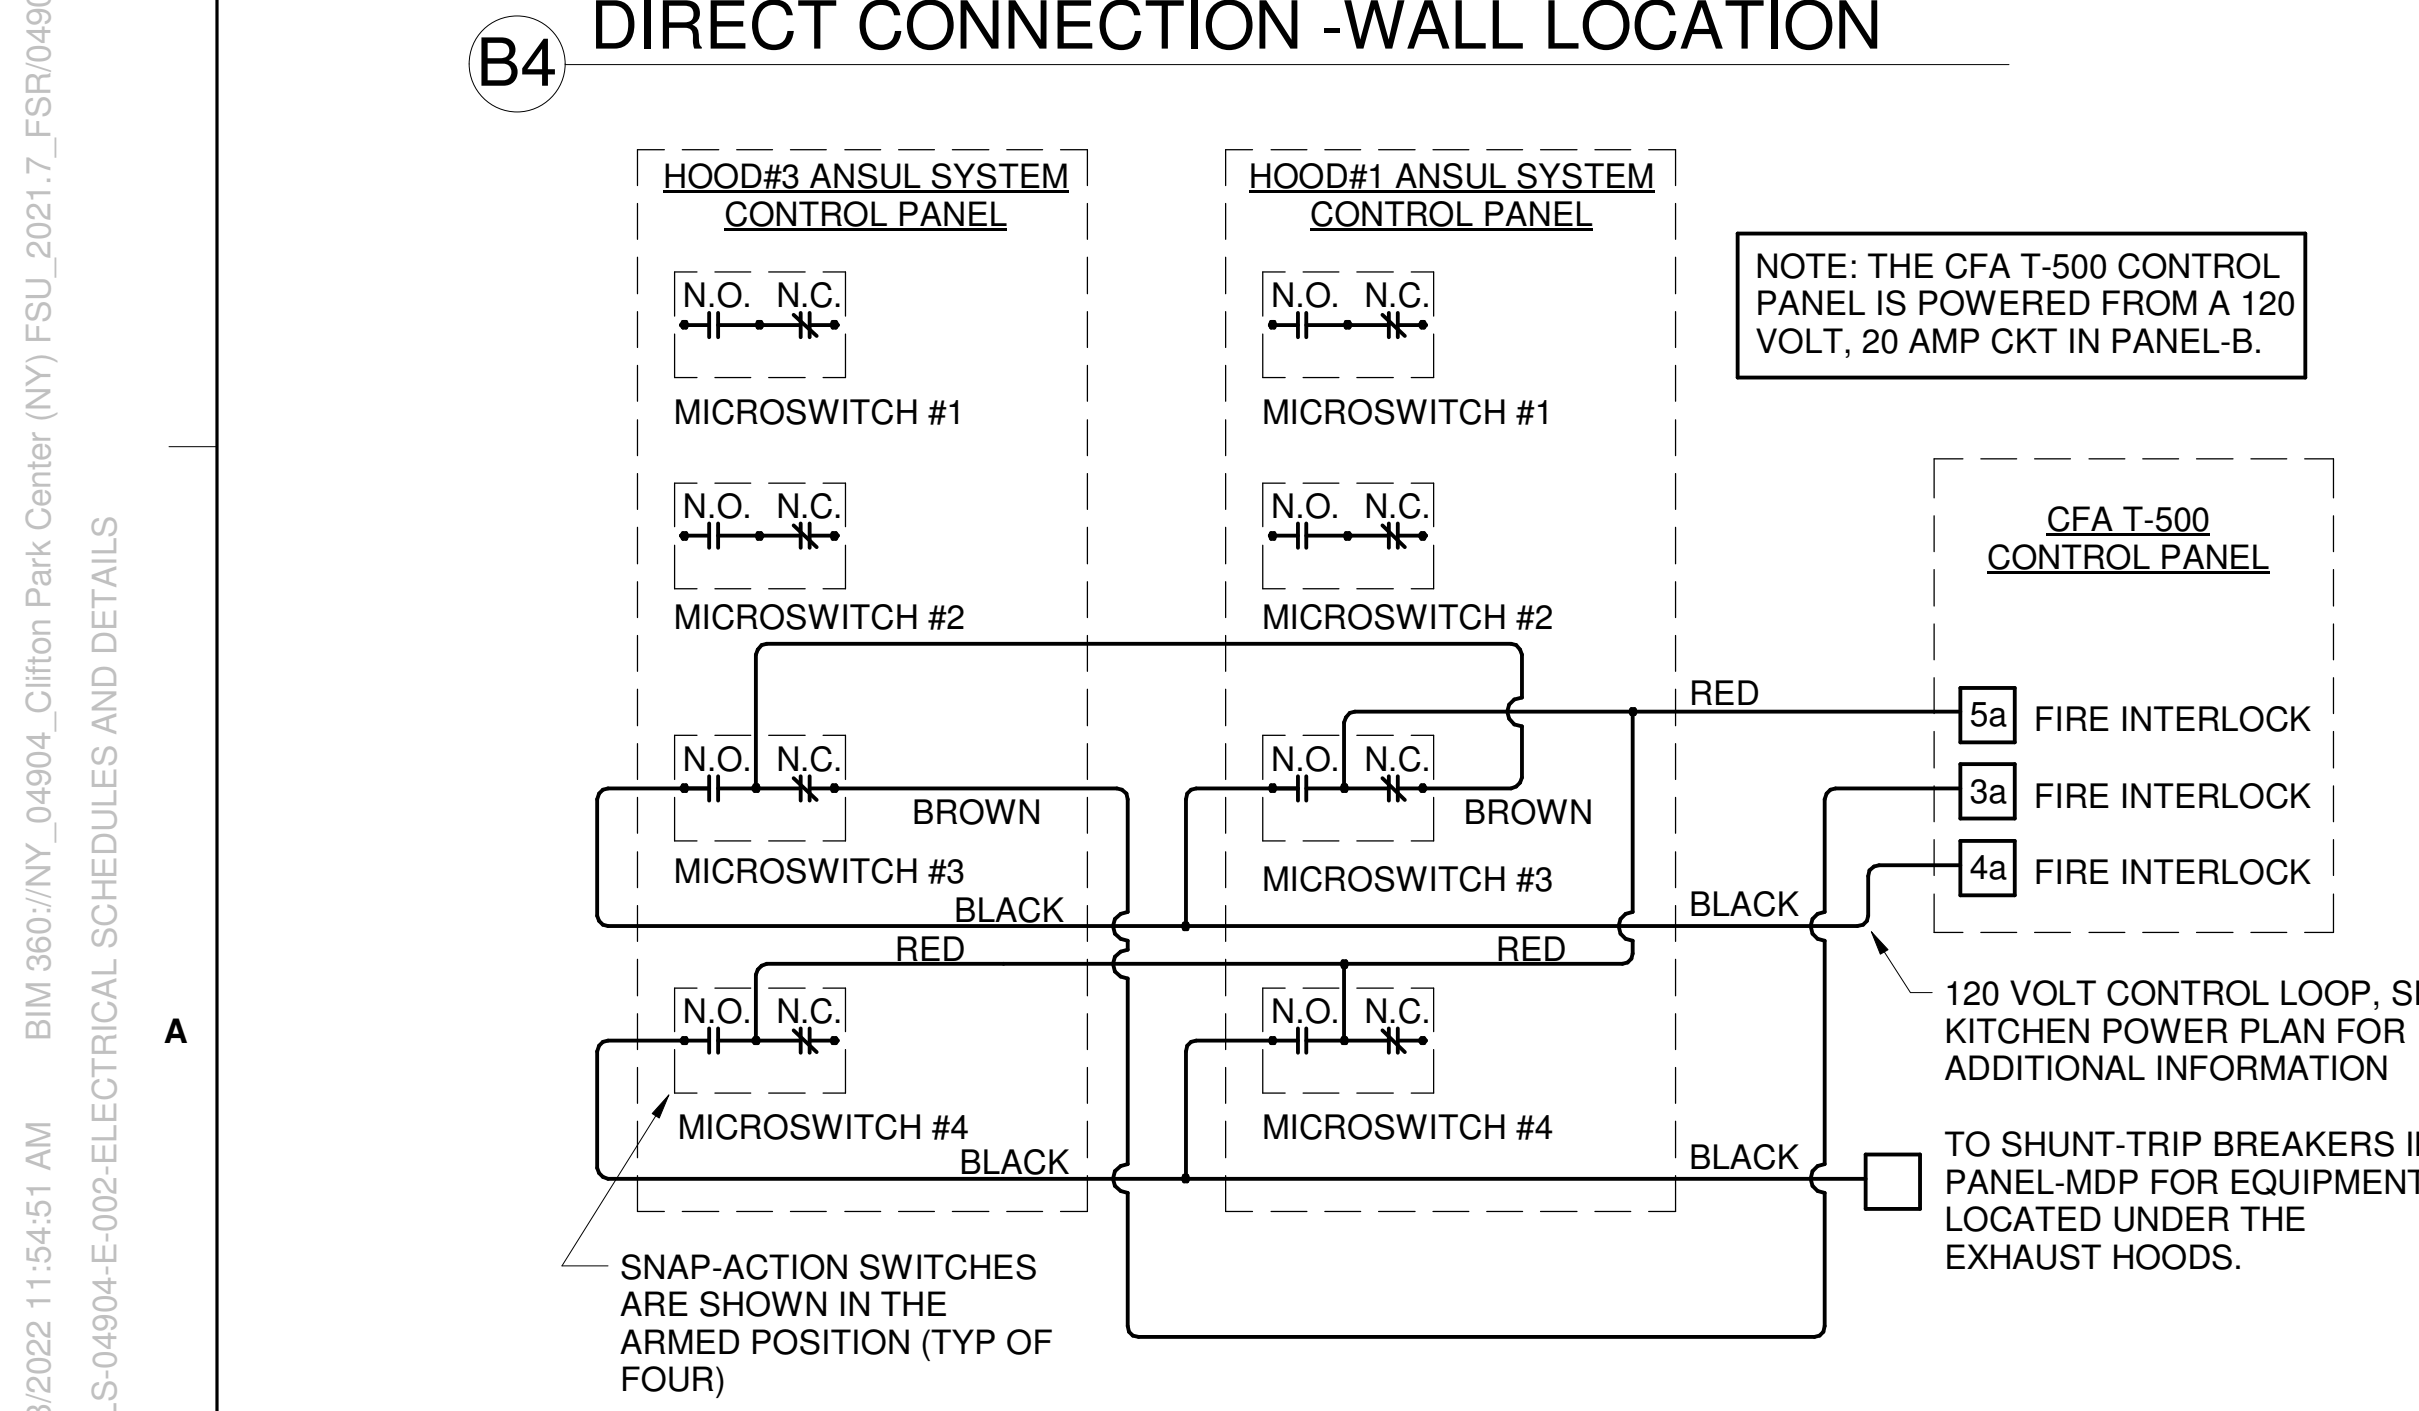 DIRECT CONNECTION -WALL LOCATION
B4
HOOD#3 ANSUL SYSTEM
CONTROL PANEL
N.O. N.C.
MICROSWITCH #1
N.O. N.C.
MICROSWITCH #2
N.O. N.C.
BROWN
MICROSWITCH #3
BLACK
RED
N.O. N.C.
MICROSWITCH #4
BLACK
HOOD#1 ANSUL SYSTEM
CONTROL PANEL
N.O. N.C.
MICROSWITCH #1
N.O. N.C.
MICROSWITCH #2
N.O. N.C.
BROWN
MICROSWITCH #3
RED
N.O. N.C.
MICROSWITCH #4
NOTE: THE CFA T-500 CONTROL
PANEL IS POWERED FROM A 120
VOLT, 20 AMP CKT IN PANEL-B.
CFA T-500
CONTROL PANEL
RED
5a FIRE INTERLOCK
3a FIRE INTERLOCK
4a FIRE INTERLOCK
BLACK
120 VOLT CONTROL LOOP,
KITCHEN POWER PLAN FOR
ADDITIONAL INFORMATION
BLACK
TO SHUNT-TRIP BREAKERS
PANEL-MDP FOR EQUIPMENT
LOCATED UNDER THE
EXHAUST HOODS.
SNAP-ACTION SWITCHES
ARE SHOWN IN THE
ARMED POSITION (TYP OF
FOUR)
A
3/2022 11:54:51 AM BIM 360://NY_04904_Clifton Park Center (NY) FSU_2021.7_FSR/0490
LS-04904-E-002-ELECTRICAL SCHEDULES AND DETAILS